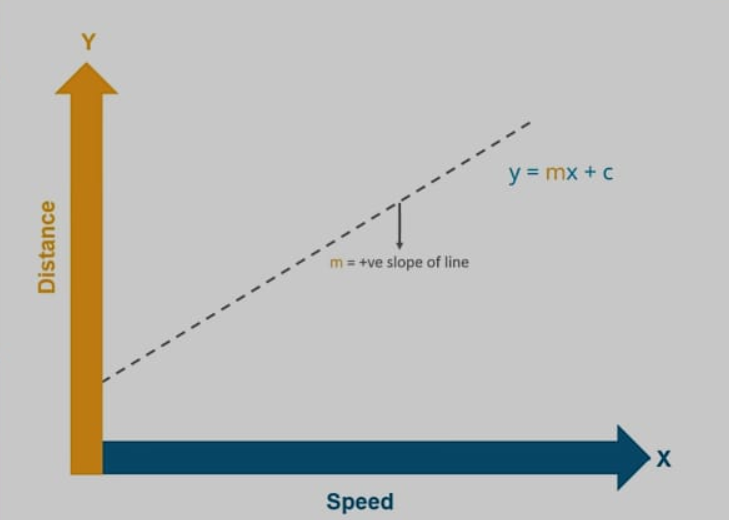 Y
Distance
y = mx + c
m = +ve slope of line
X
Speed